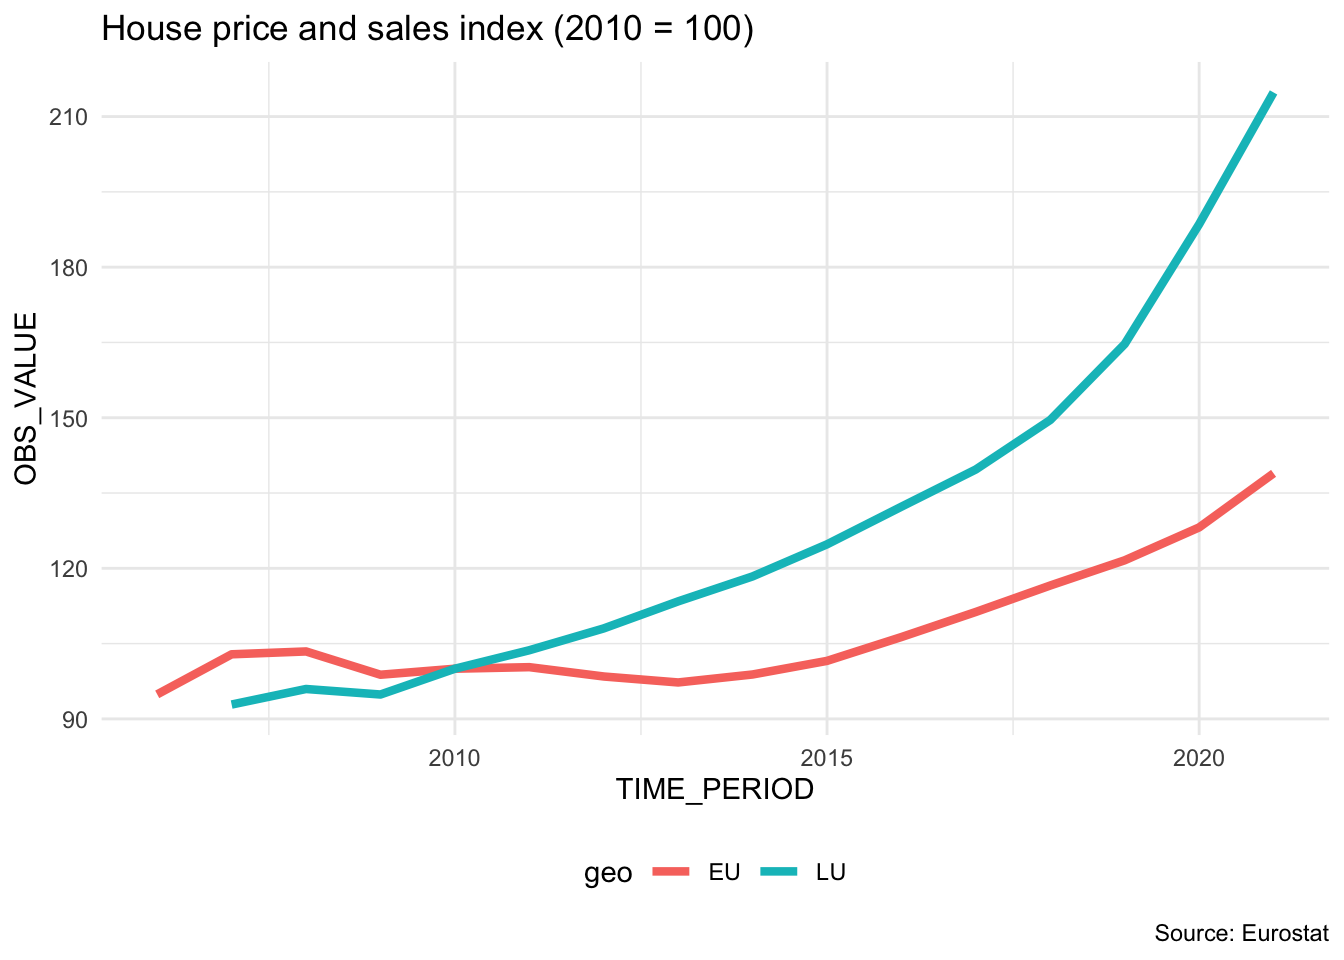 House price and sales index (2010 = 100)
OBS_VALUE
210
180
150
120
90
2010 2015 2020
TIME_PERIOD
geo EU LU
Source: Eurostat